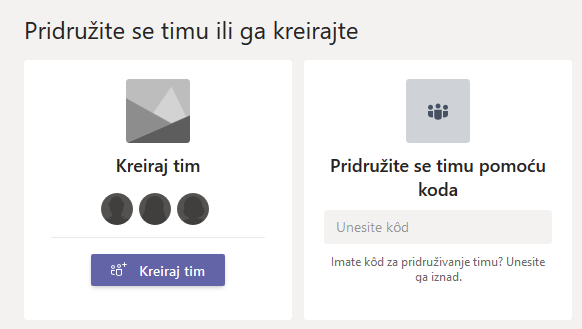 Pridružite se timu ili ga kreirajte
Kreiraj tim
Kreiraj tim
Pridružite se timu pomoću
koda
Unesite kôd
Imate kôd za pridruživanje timu? Unesite
ga iznad.